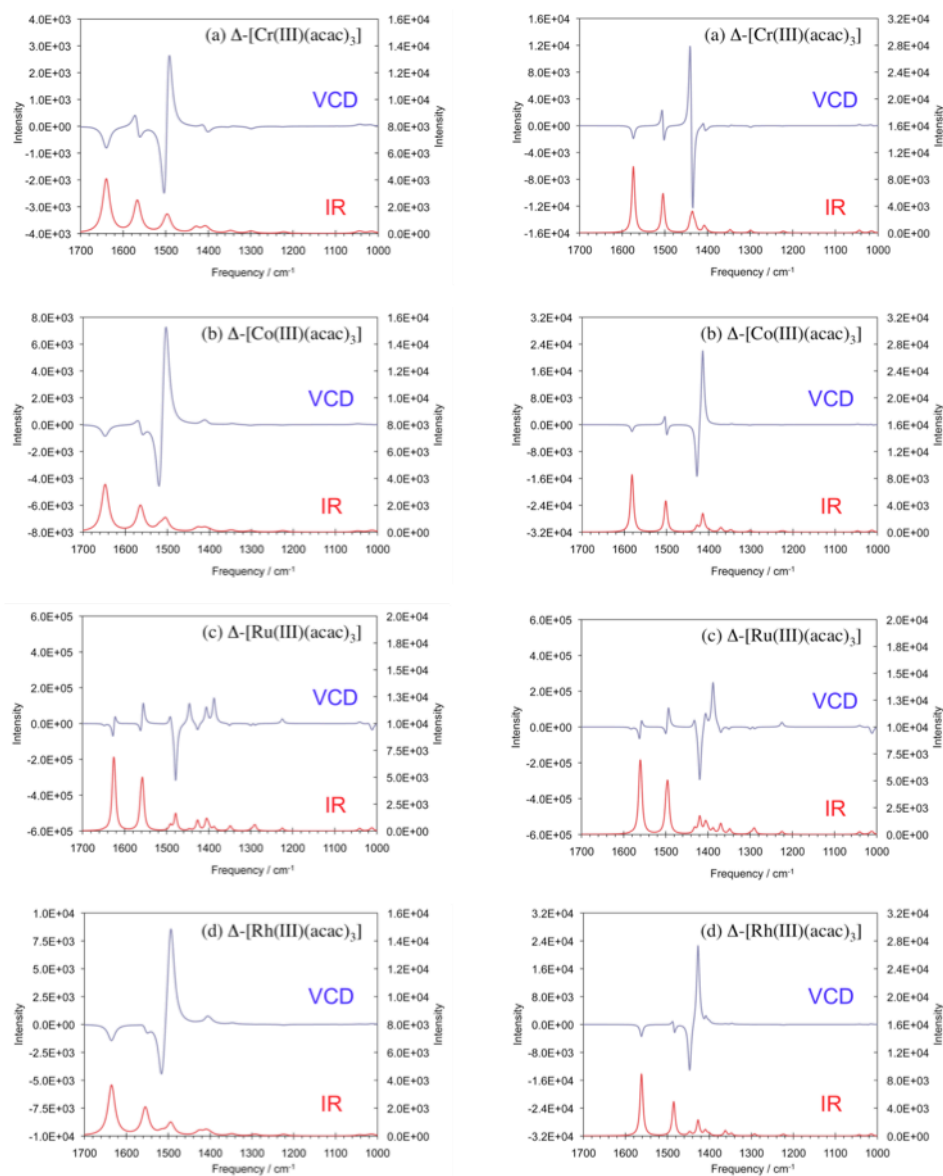 (a) Δ-[Cr(III)(acac)₃]
VCD
IR
Intensity
4.0E+03
3.0E+03
2.0E+03
1.0E+03
0.0E+00
-1.0E+03
-2.0E+03
-3.0E+03
-4.0E+03
1.6E+04
1.4E+04
1.2E+04
1.0E+04
8.0E+03
6.0E+03
4.0E+03
2.0E+03
0.0E+00
Intensity
1700 1600 1500 1400 1300 1200 1100 1000
Frequency / cm⁻¹
(a) Δ-[Cr(III)(acac)₃]
VCD
IR
Intensity
1.6E+04
1.2E+04
8.0E+03
4.0E+03
0.0E+00
-4.0E+03
-8.0E+03
-1.2E+04
-1.6E+04
3.2E+04
2.8E+04
2.4E+04
2.0E+04
1.6E+04
1.2E+04
8.0E+03
4.0E+03
0.0E+00
Intensity
1700 1600 1500 1400 1300 1200 1100 1000
Frequency / cm⁻¹
(b) Δ-[Co(III)(acac)₃]
VCD
IR
Intensity
8.0E+03
6.0E+03
4.0E+03
2.0E+03
0.0E+00
-2.0E+03
-4.0E+03
-6.0E+03
-8.0E+03
1.6E+04
1.4E+04
1.2E+04
1.0E+04
8.0E+03
6.0E+03
4.0E+03
2.0E+03
0.0E+00
Intensity
1700 1600 1500 1400 1300 1200 1100 1000
Frequency / cm⁻¹
(b) Δ-[Co(III)(acac)₃]
VCD
IR
Intensity
3.2E+04
2.4E+04
1.6E+04
8.0E+03
0.0E+00
-8.0E+03
-1.6E+04
-2.4E+04
-3.2E+04
3.2E+04
2.8E+04
2.4E+04
2.0E+04
1.6E+04
1.2E+04
8.0E+03
4.0E+03
0.0E+00
Intensity
1700 1600 1500 1400 1300 1200 1100 1000
Frequency / cm⁻¹
(c) Δ-[Ru(III)(acac)₃]
VCD
IR
Intensity
6.0E+05
4.0E+05
2.0E+05
0.0E+00
-2.0E+05
-4.0E+05
-6.0E+05
2.0E+04
1.8E+04
1.5E+04
1.3E+04
1.0E+04
7.5E+03
5.0E+03
2.5E+03
0.0E+00
Intensity
1700 1600 1500 1400 1300 1200 1100 1000
Frequency / cm⁻¹
(c) Δ-[Ru(III)(acac)₃]
VCD
IR
Intensity
6.0E+05
4.0E+05
2.0E+05
0.0E+00
-2.0E+05
-4.0E+05
-6.0E+05
2.0E+04
1.8E+04
1.5E+04
1.3E+04
1.0E+04
7.5E+03
5.0E+03
2.5E+03
0.0E+00
Intensity
1700 1600 1500 1400 1300 1200 1100 1000
Frequency / cm⁻¹
(d) Δ-[Rh(III)(acac)₃]
VCD
IR
Intensity
1.0E+04
7.5E+03
5.0E+03
2.5E+03
0.0E+00
-2.5E+03
-5.0E+03
-7.5E+03
-1.0E+04
1.6E+04
1.4E+04
1.2E+04
1.0E+04
8.0E+03
6.0E+03
4.0E+03
2.0E+03
0.0E+00
Intensity
1700 1600 1500 1400 1300 1200 1100 1000
Frequency / cm⁻¹
(d) Δ-[Rh(III)(acac)₃]
VCD
IR
Intensity
3.2E+04
2.4E+04
1.6E+04
8.0E+03
0.0E+00
-8.0E+03
-1.6E+04
-2.4E+04
-3.2E+04
3.2E+04
2.8E+04
2.4E+04
2.0E+04
1.6E+04
1.2E+04
8.0E+03
4.0E+03
0.0E+00
Intensity
1700 1600 1500 1400 1300 1200 1100 1000
Frequency / cm⁻¹